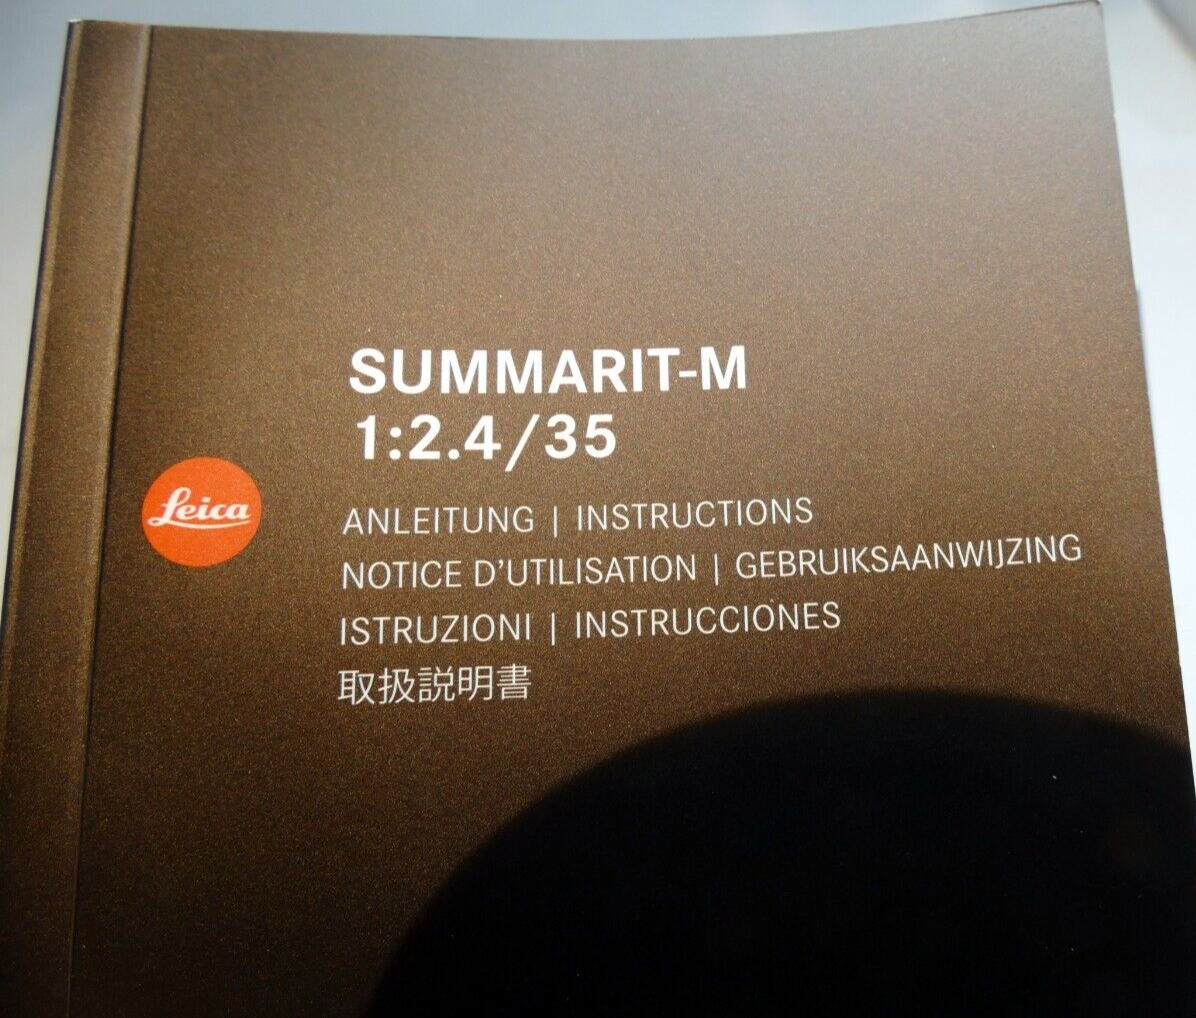 SUMMARIT-M
1:2.4/35
Leica
ANLEITUNG | INSTRUCTIONS
NOTICE D’UTILISATION | GEBRUIKSAANWIJZING
ISTRUZIONI | INSTRUCCIONES
取扱説明書